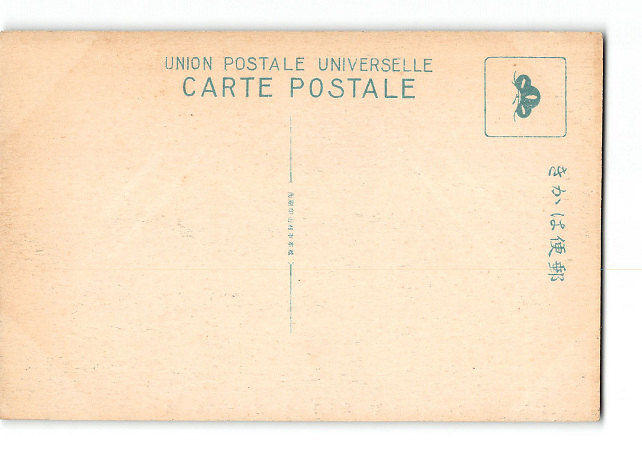 UNION POSTALE UNIVERSELLE
CARTE POSTALE
きかは便郵